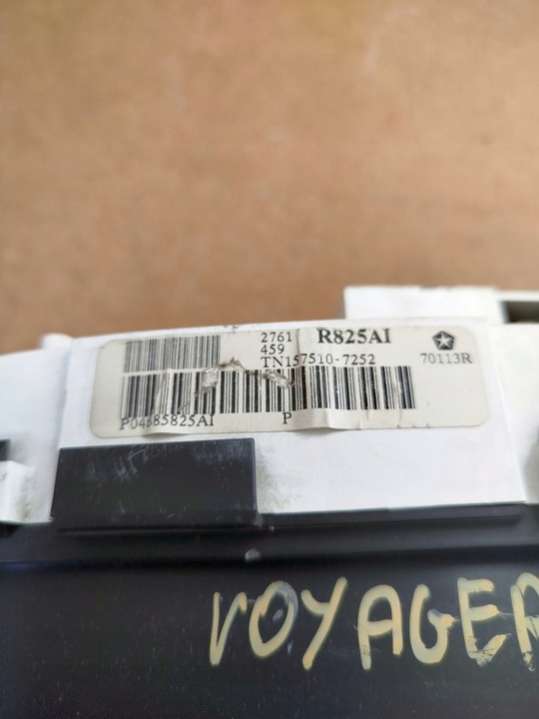 2761 R825AI
459
TN157510-7252 70113R
P04685825AI P
VOYAGER